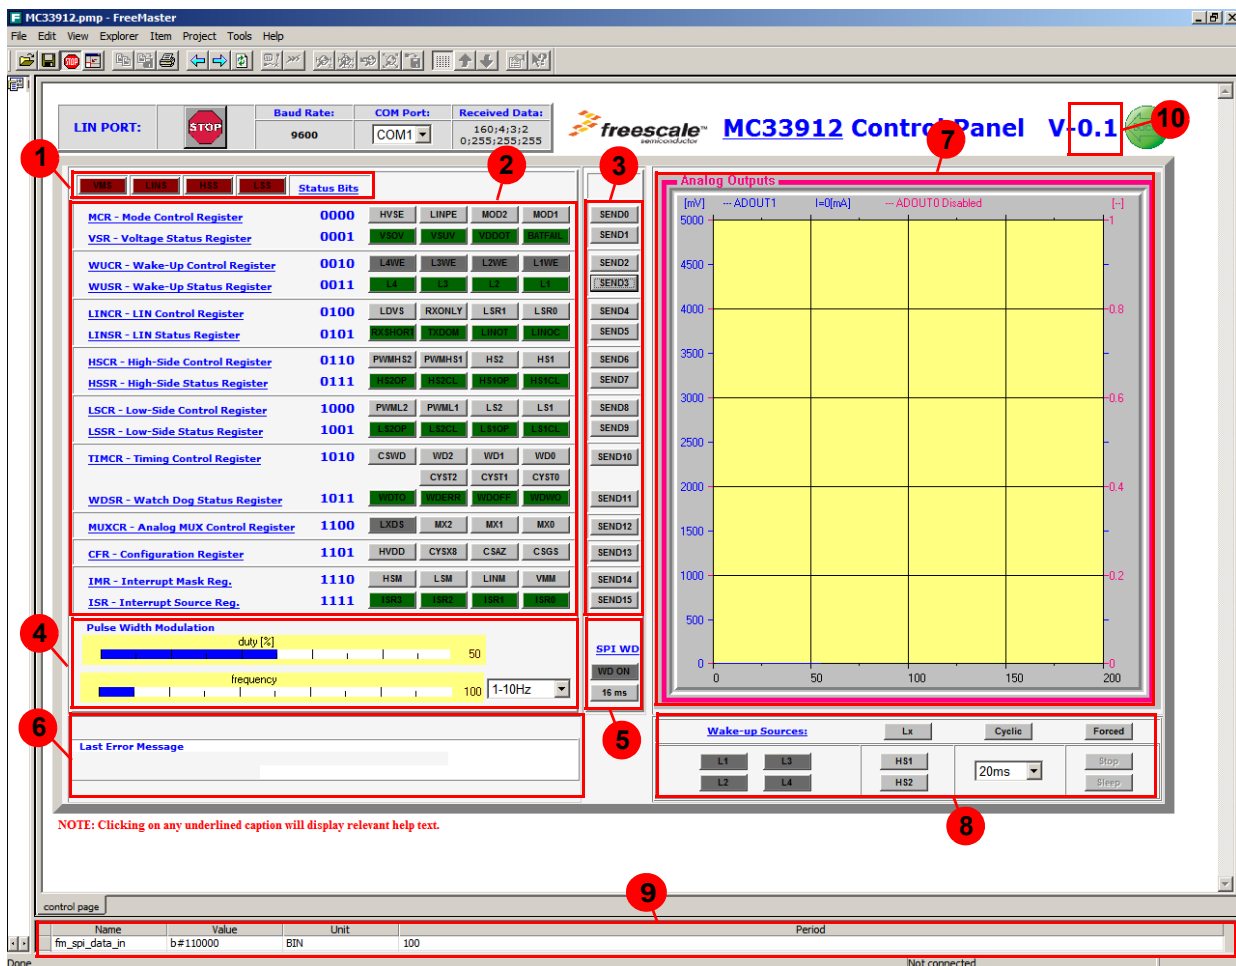 MC33912.pmp - FreeMaster
File Edit View Explorer Item Project Tools Help
LIN PORT:
STOP
Baud Rate:
9600
COM Port:
COM1
Received Data:
160;4;3;2
0;255;255;255
freescale™
semiconductor
MC33912 Control Panel V-0.1
10
1
2
3
7
VMS LINS HSS LSS Status Bits
MCR - Mode Control Register 0000 HVSE LINPE MOD2 MOD1 SEND0
VSR - Voltage Status Register 0001 VSOV VSUV VDDOT BATFAIL SEND1
WUCR - Wake-Up Control Register 0010 L4WE L3WE L2WE L1WE SEND2
WUSR - Wake-Up Status Register 0011 L4 L3 L2 L1 SEND3
LINCR - LIN Control Register 0100 LDVS RXONLY LSR1 LSR0 SEND4
LINSR - LIN Status Register 0101 RXSHORT TXDOM LINOT LINOC SEND5
HSCR - High-Side Control Register 0110 PWMHS2 PWMHS1 HS2 HS1 SEND6
HSSR - High-Side Status Register 0111 HS2OP HS2CL HS1OP HS1CL SEND7
LSCR - Low-Side Control Register 1000 PWML2 PWML1 LS2 LS1 SEND8
LSSR - Low-Side Status Register 1001 LS2OP LS2CL LS1OP LS1CL SEND9
TIMCR - Timing Control Register 1010 CSWD WD2 WD1 WD0 SEND10
CYST2 CYST1 CYST0
WDSR - Watch Dog Status Register 1011 WDTO WDERR WDOFF WDWO SEND11
MUXCR - Analog MUX Control Register 1100 LXDS MX2 MX1 MX0 SEND12
CFR - Configuration Register 1101 HVDD CYSX8 CSAZ CSGS SEND13
IMR - Interrupt Mask Reg. 1110 HSM LSM LINM VMM SEND14
ISR - Interrupt Source Reg. 1111 ISR3 ISR2 ISR1 ISR0 SEND15
Analog Outputs
[mV] --- ADOUT1 I=0[mA] --- ADOUT0 Disabled [--]
5000
4500
4000
3500
3000
2500
2000
1500
1000
500
0
1
0.8
0.6
0.4
0.2
0
0 50 100 150 200
4
Pulse Width Modulation
duty [%]
50
frequency
100
1-10Hz
SPI WD
WD ON
16 ms
5
6
Last Error Message
Wake-up Sources: Lx Cyclic Forced
L1 L3 HS1 20ms Stop
L2 L4 HS2 Sleep
8
NOTE: Clicking on any underlined caption will display relevant help text.
9
control page
Name Value Unit Period
fm_spi_data_in b#110000 BIN 100
Done
Not connected